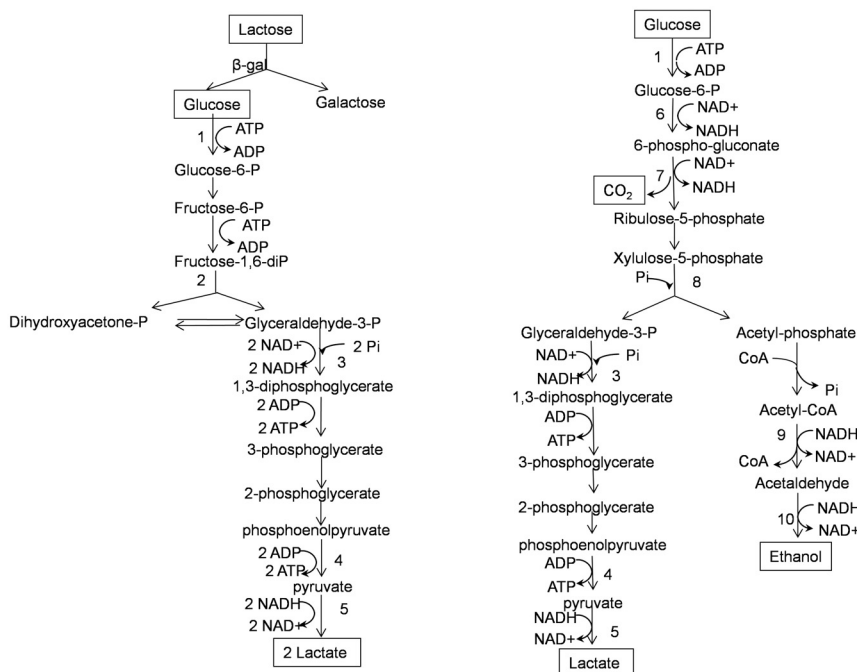 Lactose
β-gal
Glucose
Galactose
1
ATP
ADP
Glucose-6-P
Fructose-6-P
ATP
ADP
Fructose-1,6-diP
2
Dihydroxyacetone-P
Glyceraldehyde-3-P
2 NAD+
2 Pi
2 NADH
3
1,3-diphosphoglycerate
2 ADP
2 ATP
3-phosphoglycerate
2-phosphoglycerate
phosphoenolpyruvate
2 ADP
4
2 ATP
pyruvate
2 NADH
5
2 NAD+
2 Lactate
Glucose
1
ATP
ADP
Glucose-6-P
6
NAD+
NADH
6-phospho-gluconate
NAD+
7
NADH
CO₂
Ribulose-5-phosphate
Xylulose-5-phosphate
Pi
8
Glyceraldehyde-3-P
NAD+
Pi
NADH
3
1,3-diphosphoglycerate
ADP
ATP
3-phosphoglycerate
2-phosphoglycerate
phosphoenolpyruvate
ADP
4
ATP
pyruvate
NADH
5
NAD+
Lactate
Acetyl-phosphate
CoA
Pi
Acetyl-CoA
9
NADH
CoA
NAD+
Acetaldehyde
NADH
10
NAD+
Ethanol